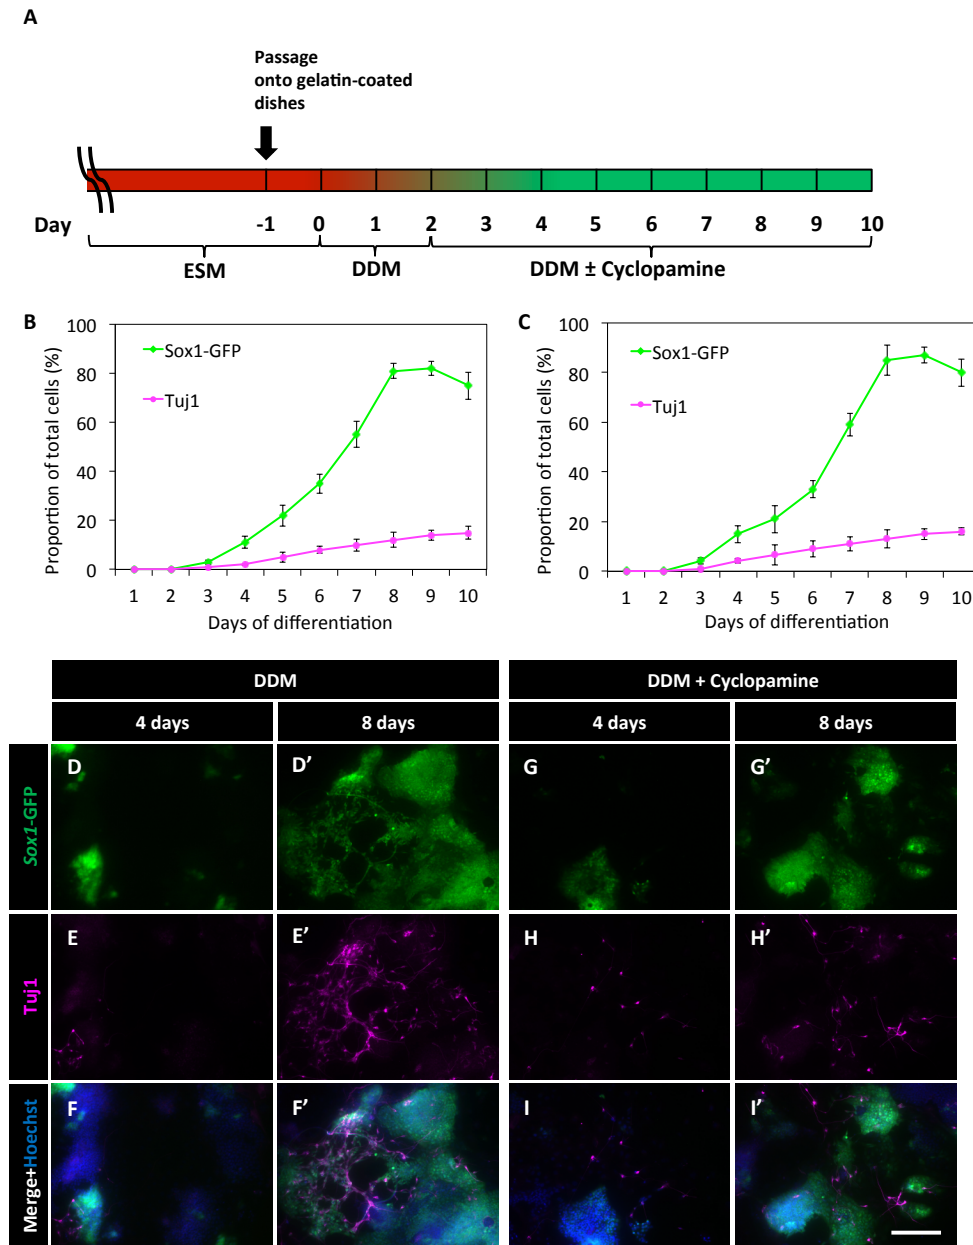 A
Passage
onto gelatin-coated
dishes
Day -1 0 1 2 3 4 5 6 7 8 9 10
ESM DDM DDM ± Cyclopamine
B
Proportion of total cells (%)
100
80
60
40
20
0
Sox1-GFP
Tuj1
1 2 3 4 5 6 7 8 9 10
Days of differentiation
C
Proportion of total cells (%)
100
80
60
40
20
0
Sox1-GFP
Tuj1
1 2 3 4 5 6 7 8 9 10
Days of differentiation
DDM DDM + Cyclopamine
4 days 8 days 4 days 8 days
Sox1-GFP
D D’ G G’
Tuj1
E E’ H H’
Merge+Hoechst
F F’ I I’